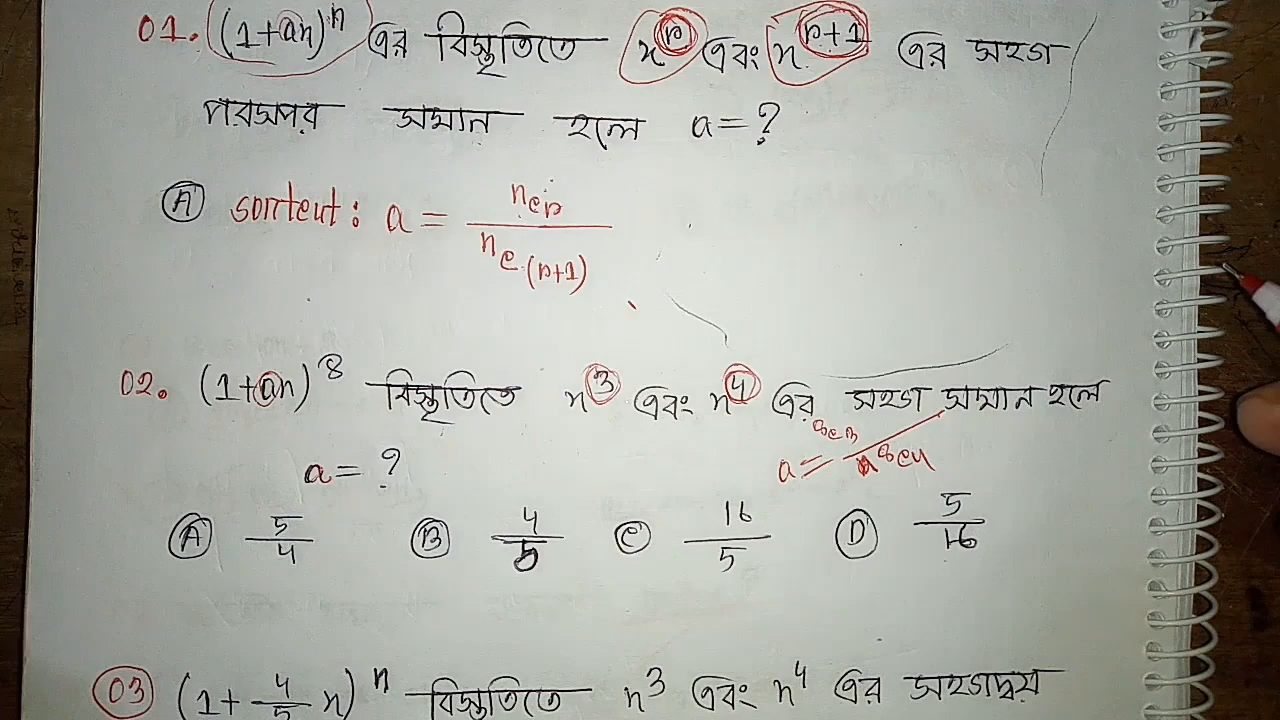 01. (1+ax)ⁿ এর বিস্তৃতিতে xʳ এবং xʳ⁺¹ এর সহগ
পরস্পর সমান হলে a=?
Ⓐ sortcut: a = ⁿcᵣ / ⁿc₍ᵣ₊₁₎
02. (1+ax)⁸ বিস্তৃতিতে x³ এবং x⁴ এর সহগ সমান হলে
a= ?
a = ⁸c₃ / ⁸c₄
Ⓐ 5/4 Ⓑ 4/5 Ⓒ 16/5 Ⓓ 5/16
03 (1+ 4/5 x)ⁿ বিস্তৃতিতে x³ এবং x⁴ এর সহগদ্বয়